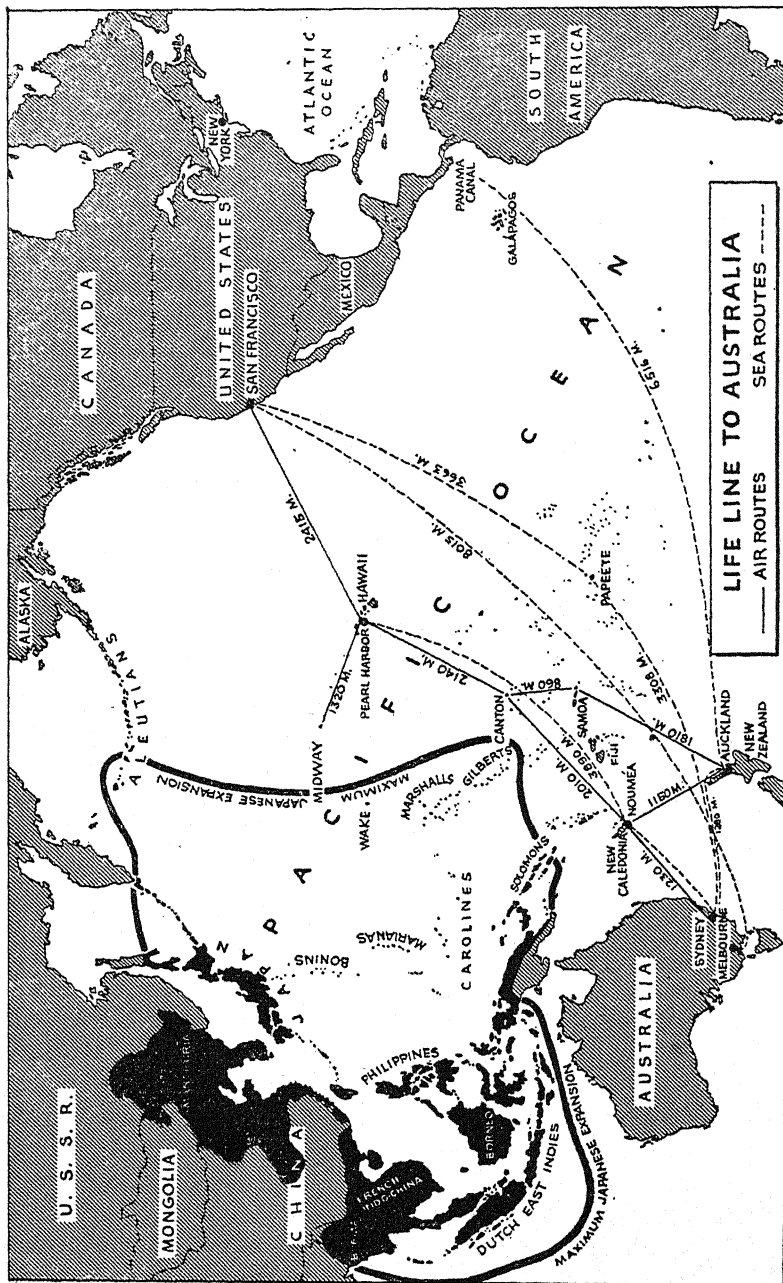 U. S. S. R.
MONGOLIA
CHINA
FRENCH
INDO-CHINA
JAPAN
BONINS
MARIANAS
CAROLINES
PHILIPPINES
BORNEO
DUTCH EAST INDIES
MAXIMUM JAPANESE EXPANSION
ALEUTIANS
ALASKA
CANADA
UNITED STATES
SAN FRANCISCO
NEW
YORK
ATLANTIC
OCEAN
MEXICO
PANAMA
CANAL
GALAPAGOS
SOUTH
AMERICA
PACIFIC OCEAN
MAXIMUM JAPANESE EXPANSION
MIDWAY
WAKE
MARSHALLS
GILBERTS
PEARL HARBOR
HAWAII
CANTON
SOLOMONS
SAMOA
FIJI
PAPEETE
NEW
CALEDONIA
NOUMEA
AUSTRALIA
SYDNEY
MELBOURNE
AUCKLAND
NEW
ZEALAND
2415 M.
1320 M.
2140 M.
860 M.
2010 M.
1810 M.
1230 M.
8015 M.
3663 M.
3308 M
6516 M.
LIFE LINE TO AUSTRALIA
AIR ROUTES SEA ROUTES